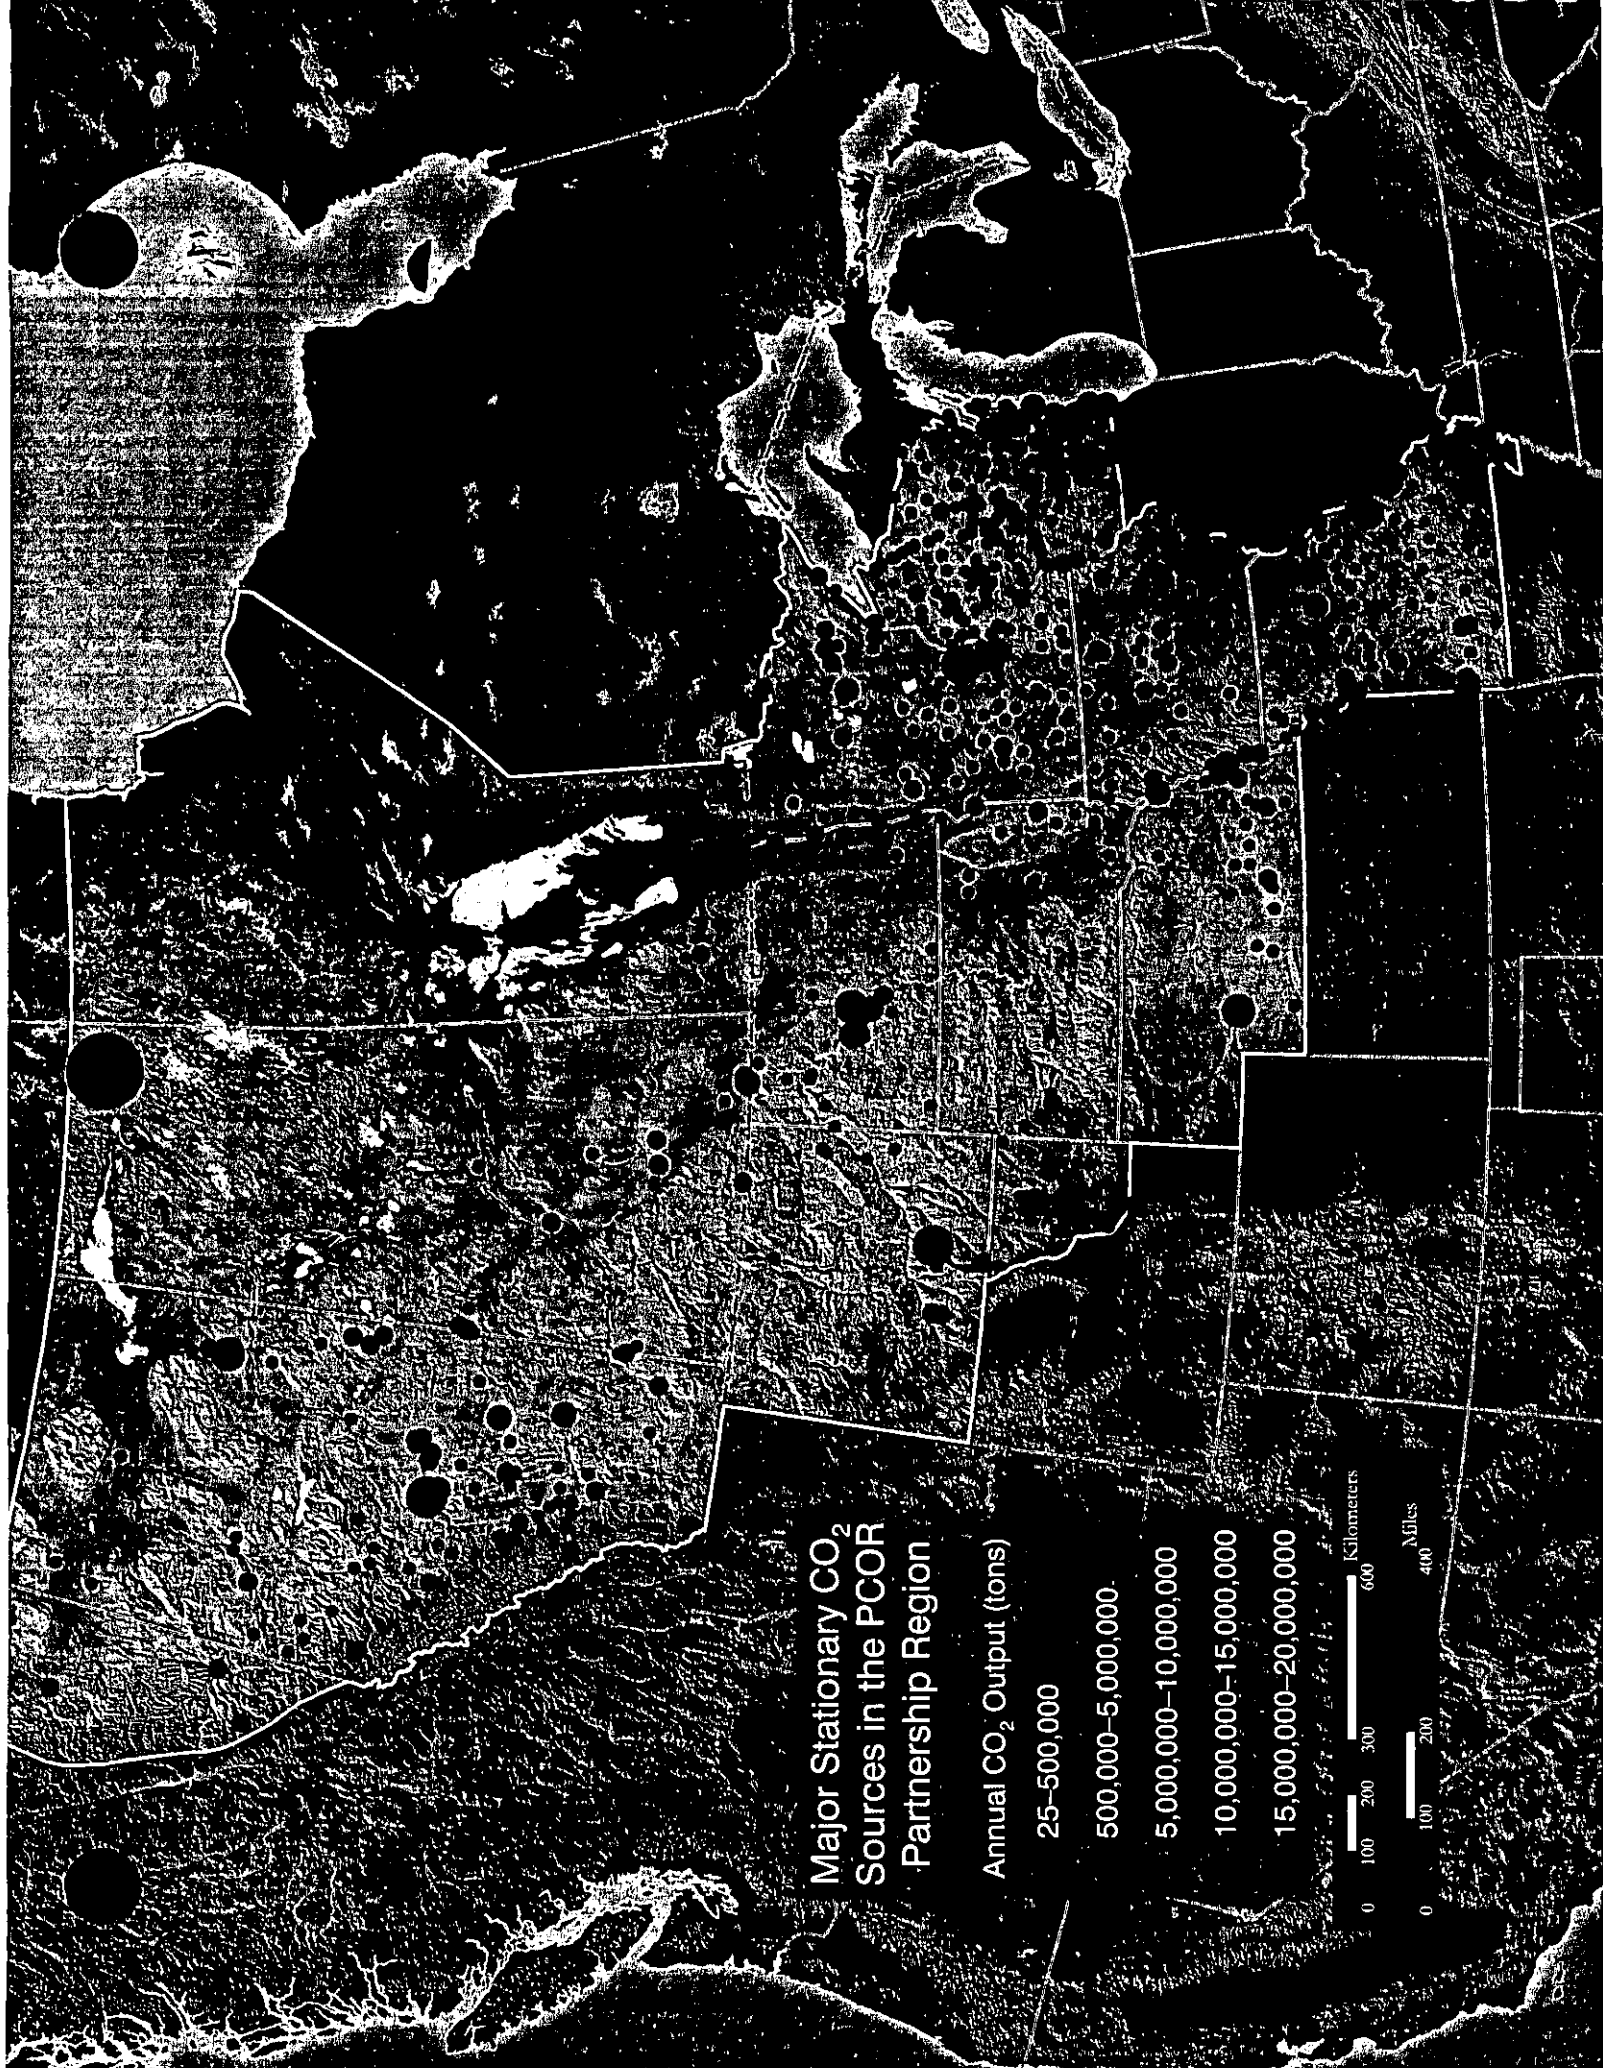 Major Stationary CO₂
Sources in the PCOR
Partnership Region
Annual CO₂ Output (tons)
25–500,000
500,000–5,000,000
5,000,000–10,000,000
10,000,000–15,000,000
15,000,000–20,000,000
0 100 200 300 600 Kilometers
0 100 200 400 Miles